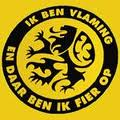 IK BEN VLAMING
EN DAAR BEN IK FIER OP